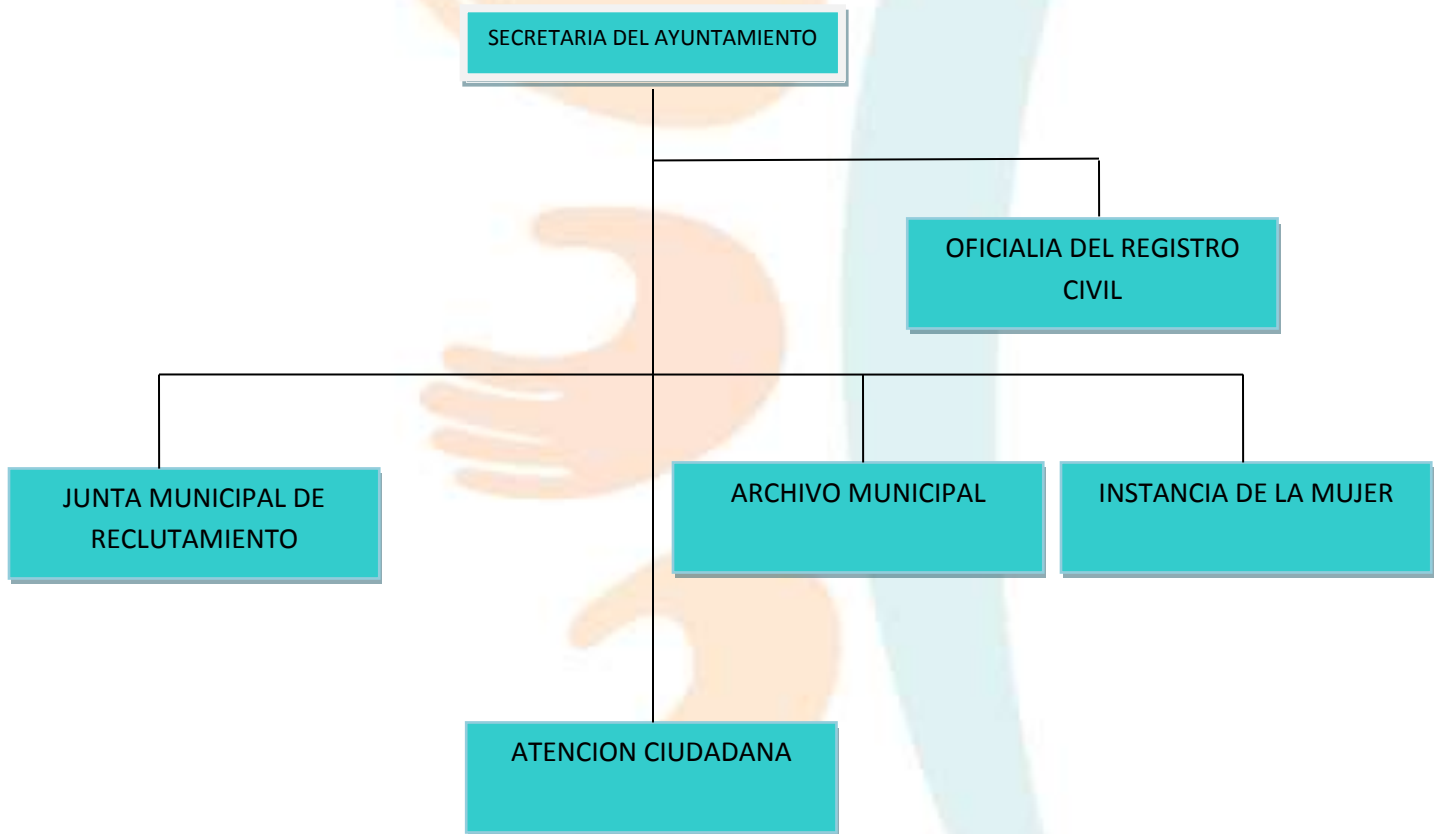 SECRETARIA DEL AYUNTAMIENTO
OFICIALIA DEL REGISTRO
CIVIL
JUNTA MUNICIPAL DE
RECLUTAMIENTO
ARCHIVO MUNICIPAL
INSTANCIA DE LA MUJER
ATENCION CIUDADANA